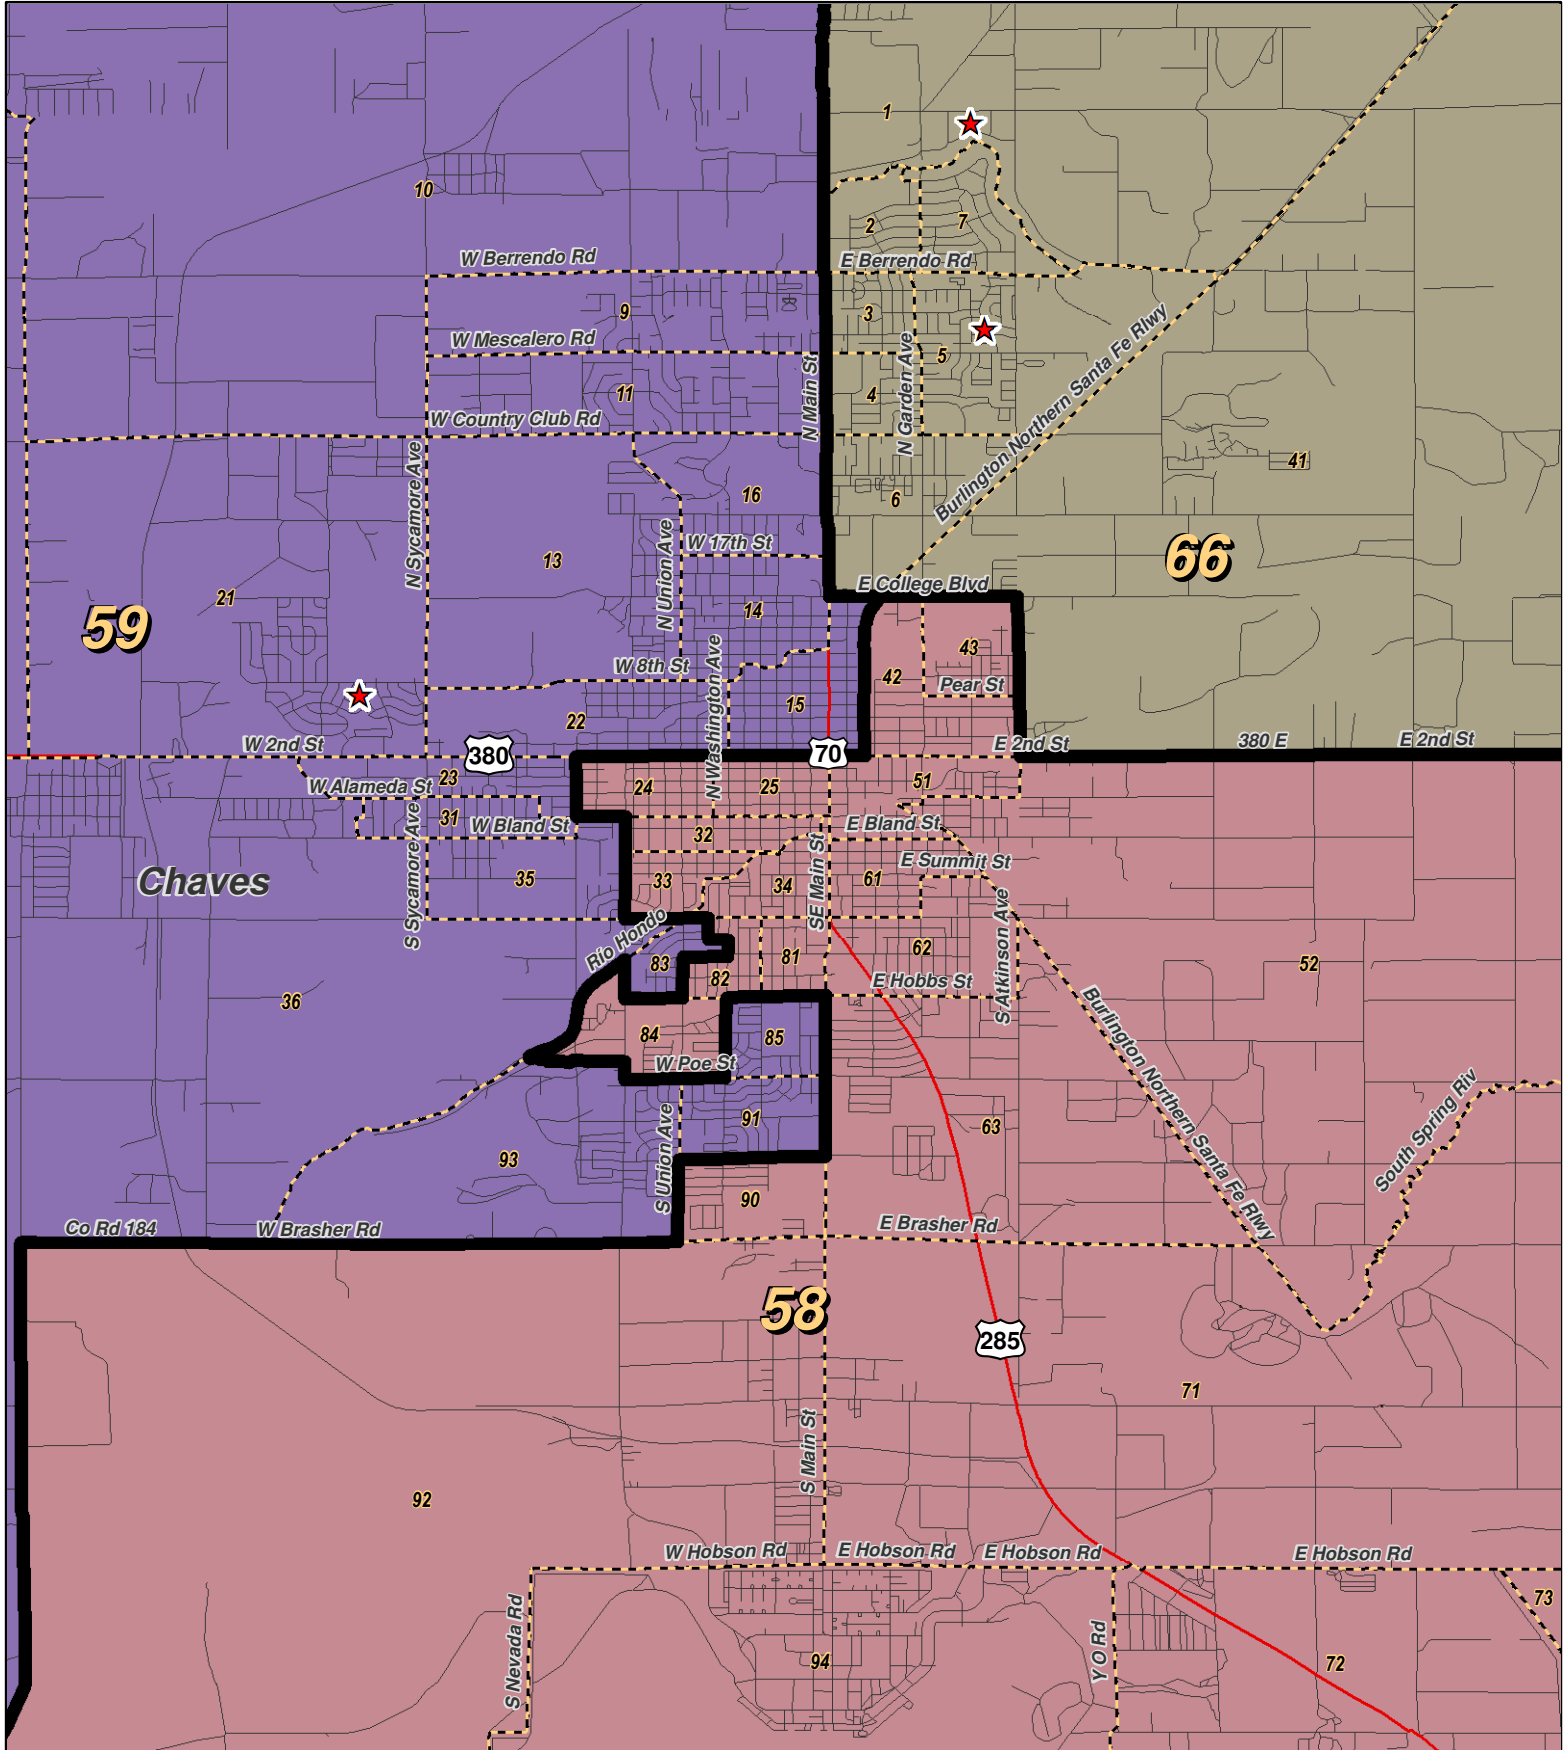 1
10
2
7
W Berrendo Rd
E Berrendo Rd
9
3
W Mescalero Rd
5
N Main St
N Garden Ave
Burlington Northern Santa Fe Rlwy
11
4
W Country Club Rd
N Sycamore Ave
16
6
41
N Union Ave
W 17th St
13
66
E College Blvd
21
59
14
43
W 8th St
N Washington Ave
42
Pear St
15
22
W 2nd St
380
70
E 2nd St
380 E
E 2nd St
23
W Alameda St
24
25
51
31
W Bland St
S Sycamore Ave
32
E Bland St
SE Main St
E Summit St
Chaves
35
33
34
61
S Atkinson Ave
Río Hondo
83
82
81
62
52
E Hobbs St
36
84
85
W Poe St
Burlington Northern Santa Fe Rlwy
S Union Ave
91
63
South Spring Riv
93
90
Co Rd 184
W Brasher Rd
E Brasher Rd
58
285
71
S Main St
92
W Hobson Rd
E Hobson Rd
E Hobson Rd
E Hobson Rd
S Nevada Rd
Y O Rd
73
94
72